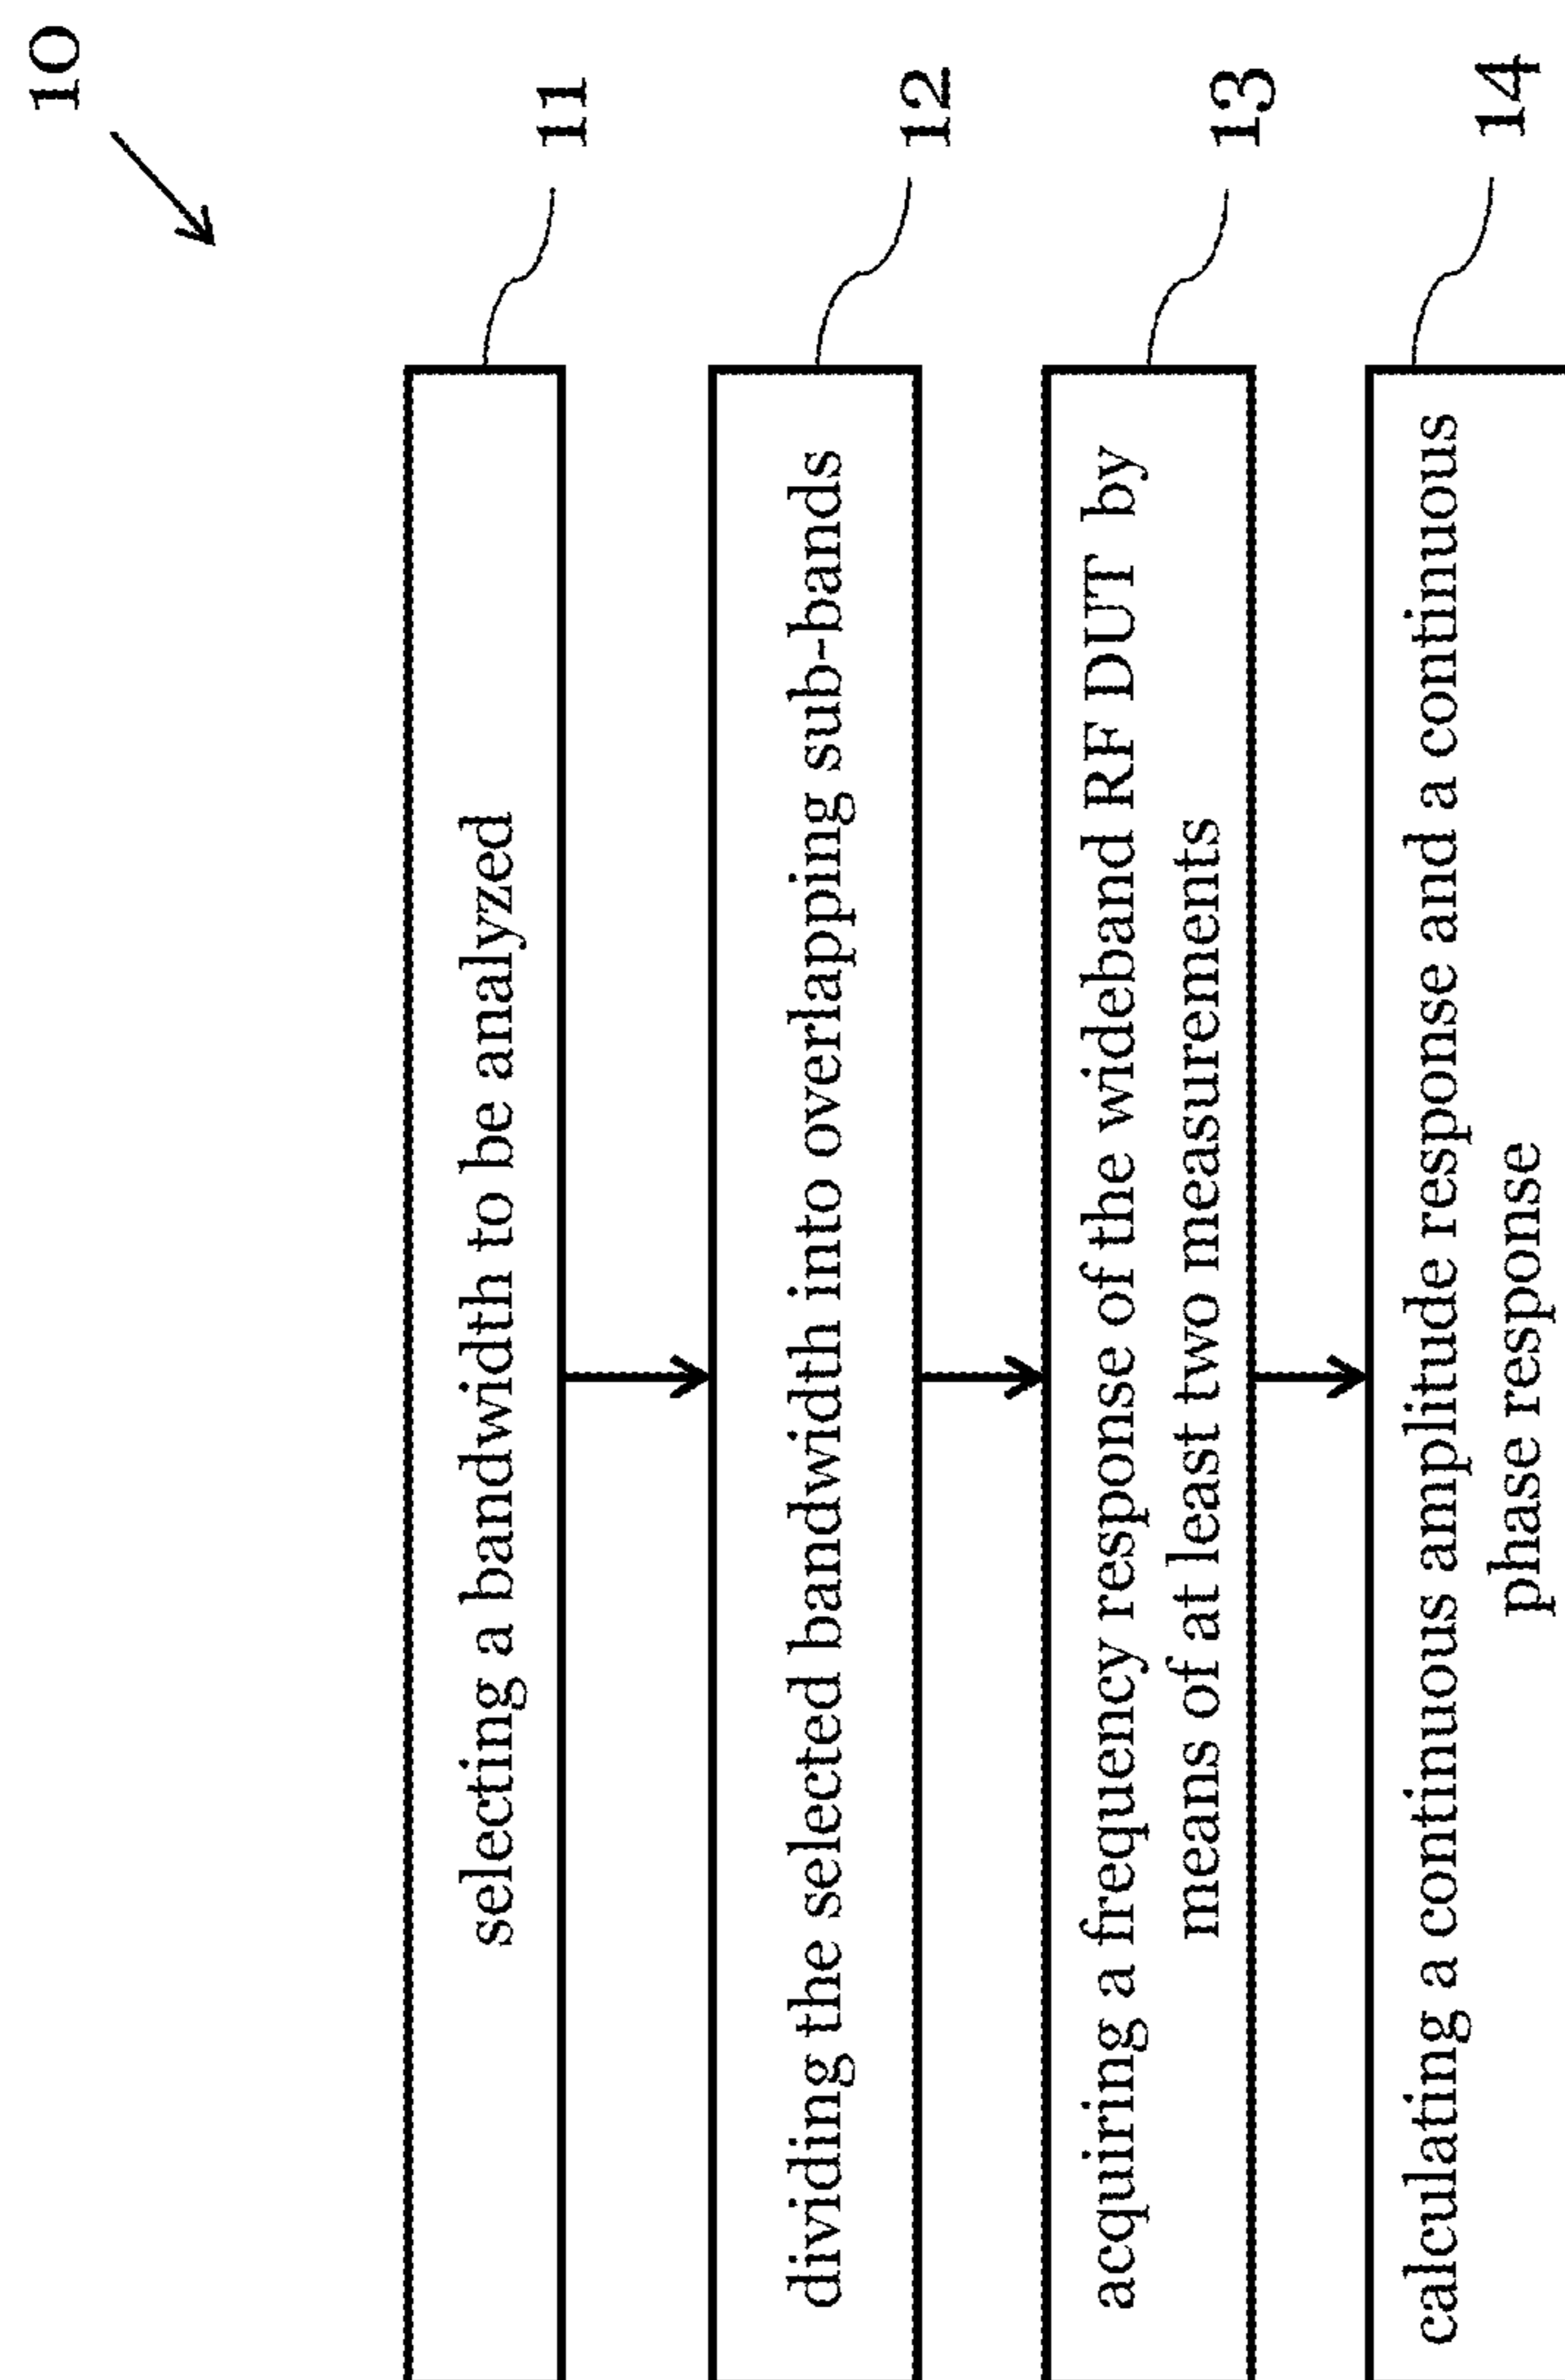 10
selecting a bandwidth to be analyzed
11
dividing the selected bandwidth into overlapping sub-bands
12
acquiring a frequency response of the wideband RF DUT by
means of at least two measurements
13
calculating a continuous amplitude response and a continuous
phase response
14